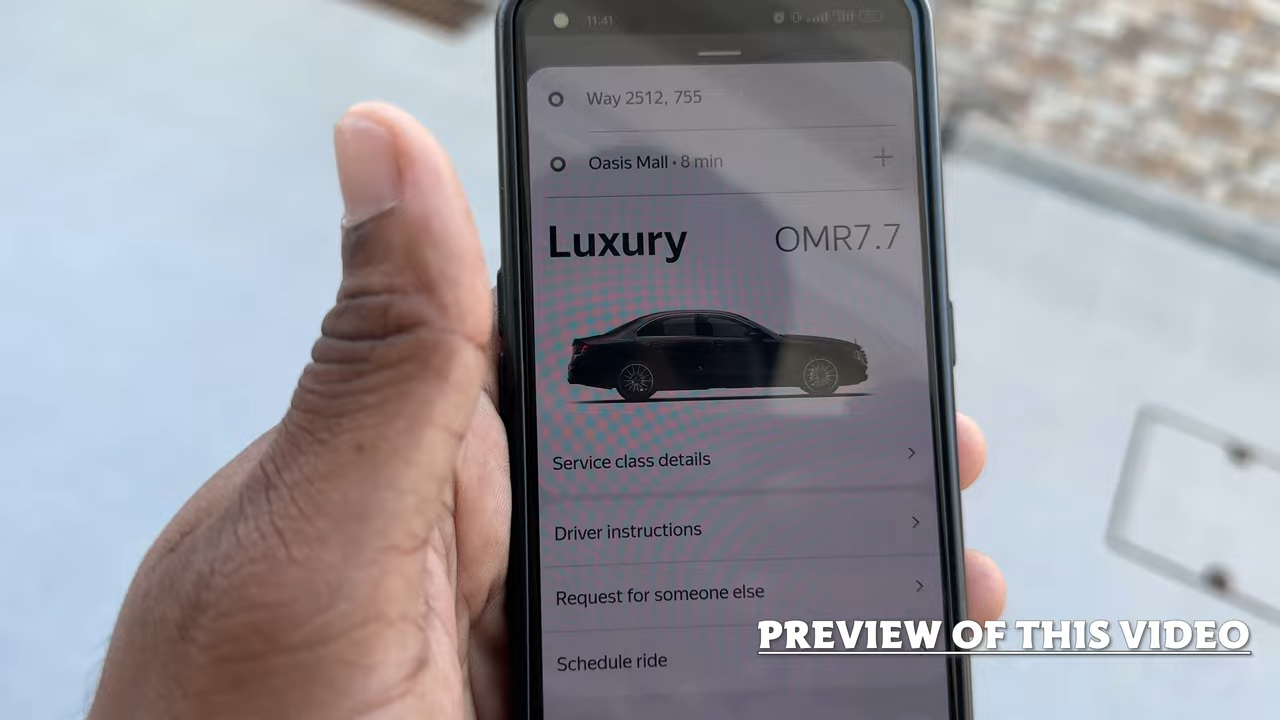 11:41
Way 2512, 755
Oasis Mall • 8 min
Luxury OMR7.7
Service class details
Driver instructions
Request for someone else
Schedule ride
PREVIEW OF THIS VIDEO